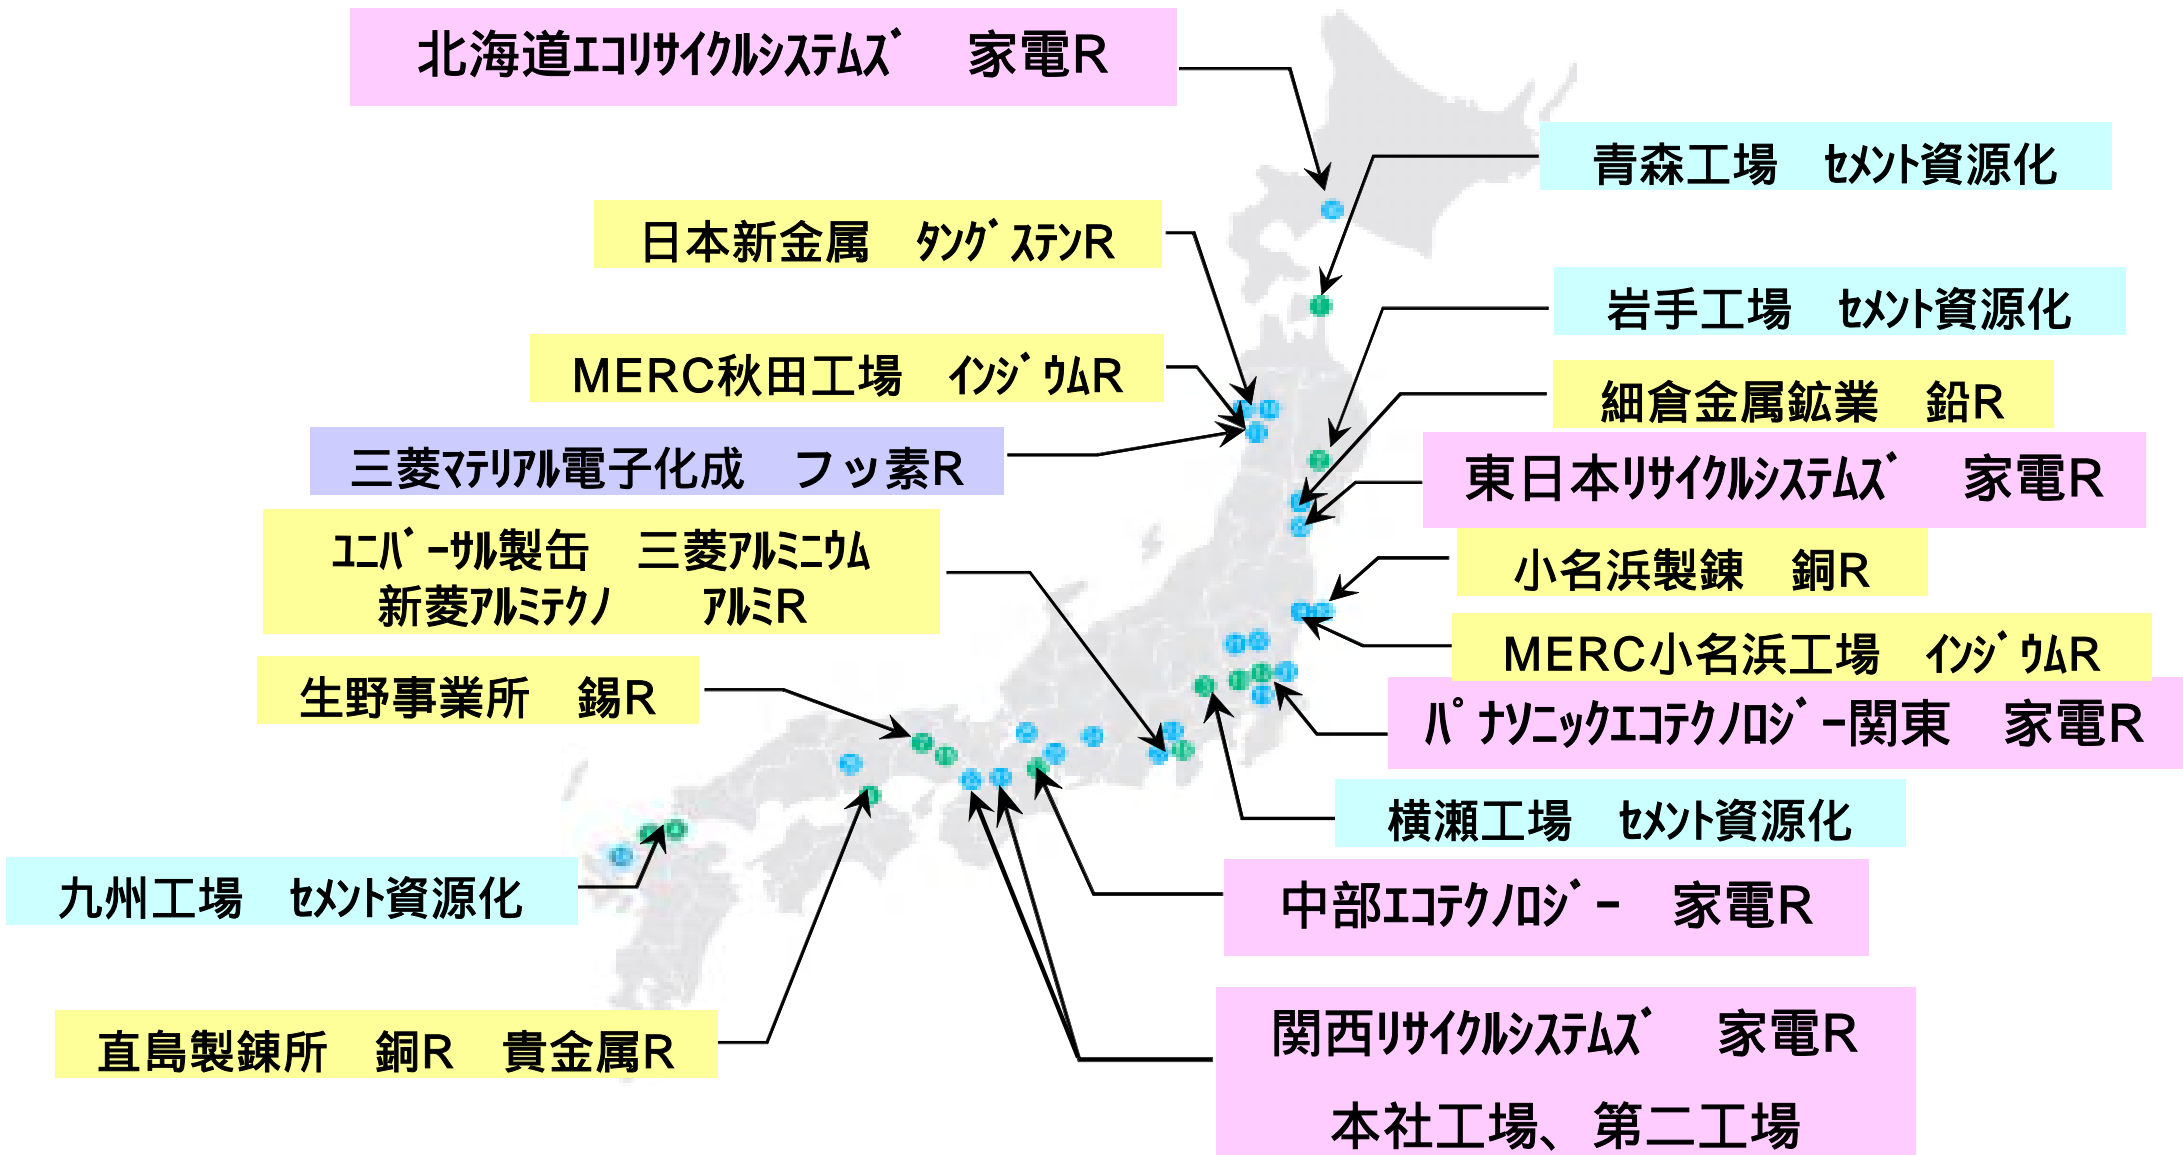 北海道ｴｺﾘｻｲｸﾙｼｽﾃﾑｽﾞ　家電R
青森工場　ｾﾒﾝﾄ資源化
日本新金属　ﾀﾝｸﾞｽﾃﾝR
岩手工場　ｾﾒﾝﾄ資源化
MERC秋田工場　ｲﾝｼﾞｳﾑR
細倉金属鉱業　鉛R
三菱ﾏﾃﾘｱﾙ電子化成　フッ素R
東日本ﾘｻｲｸﾙｼｽﾃﾑｽﾞ　家電R
ﾕﾆﾊﾞｰｻﾙ製缶　三菱ｱﾙﾐﾆｳﾑ
新菱ｱﾙﾐﾃｸﾉ　　ｱﾙﾐR
小名浜製錬　銅R
MERC小名浜工場　ｲﾝｼﾞｳﾑR
生野事業所　錫R
ﾊﾟﾅｿﾆｯｸｴｺﾃｸﾉﾛｼﾞｰ関東　家電R
横瀬工場　ｾﾒﾝﾄ資源化
九州工場　ｾﾒﾝﾄ資源化
中部ｴｺﾃｸﾉﾛｼﾞｰ　家電R
直島製錬所　銅R　貴金属R
関西ﾘｻｲｸﾙｼｽﾃﾑｽﾞ　家電R
本社工場、第二工場